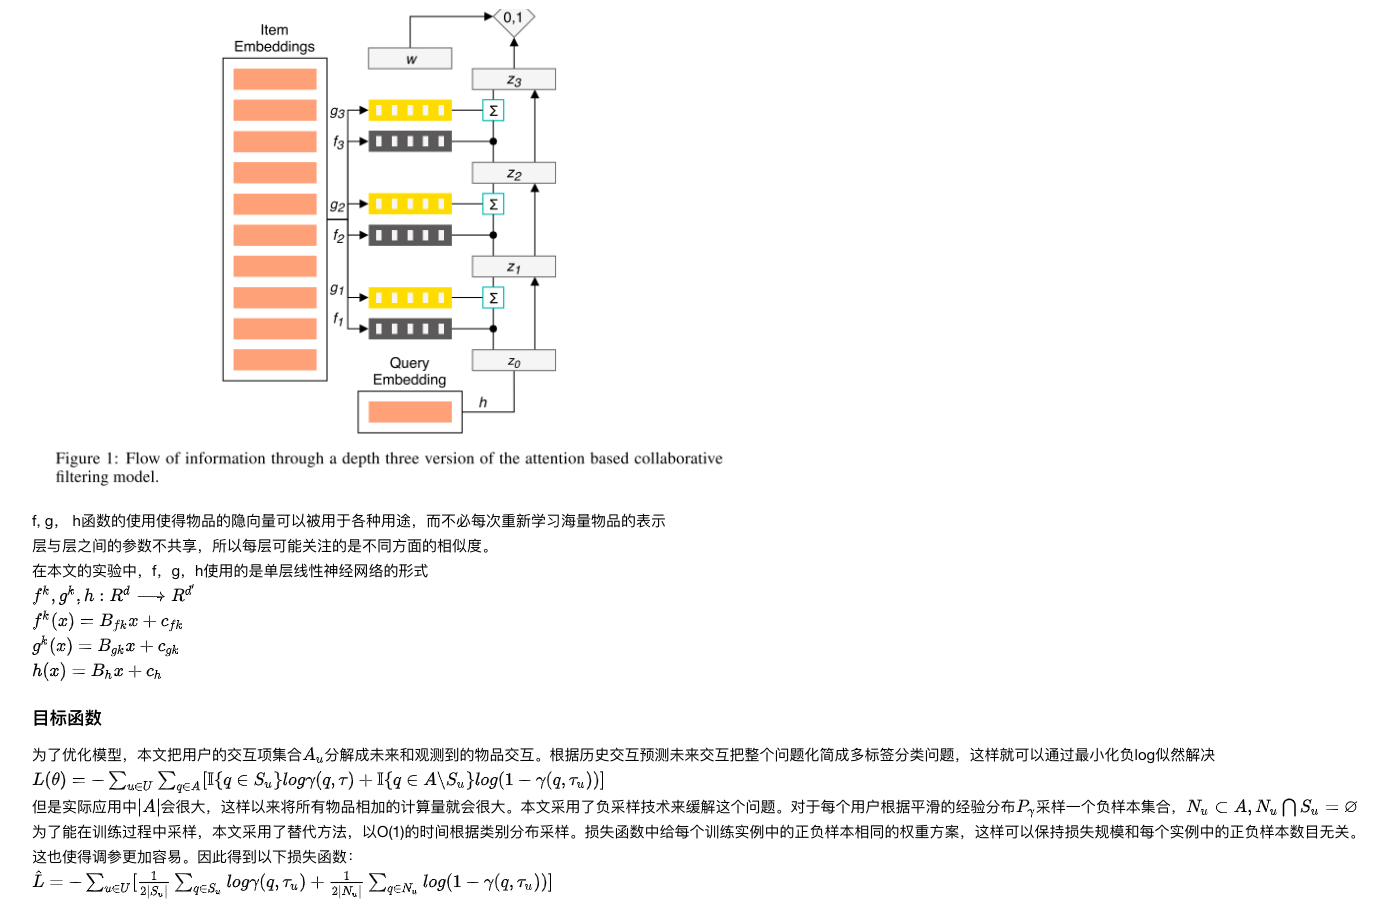 0,1
Item
Embeddings
w
z3
g3
Σ
f3
z2
g2
Σ
f2
z1
g1
Σ
f1
Query
Embedding
z0
h
Figure 1: Flow of information through a depth three version of the attention based collaborative
filtering model.
f, g， h函数的使用使得物品的隐向量可以被用于各种用途，而不必每次重新学习海量物品的表示
层与层之间的参数不共享，所以每层可能关注的是不同方面的相似度。
在本文的实验中，f，g，h使用的是单层线性神经网络的形式
$f^k, g^k, h : R^d \longrightarrow R^{d'}$
$f^k(x) = B_{fk}x + c_{fk}$
$g^k(x) = B_{gk}x + c_{gk}$
$h(x) = B_h x + c_h$
目标函数
为了优化模型，本文把用户的交互项集合$A_u$分解成未来和观测到的物品交互。根据历史交互预测未来交互把整个问题化简成多标签分类问题，这样就可以通过最小化负log似然解决
$L(\theta) = -\sum_{u \in U} \sum_{q \in A} [\mathbb{I}\{q \in S_u\} log\gamma(q, \tau) + \mathbb{I}\{q \in A \backslash S_u\} log(1 - \gamma(q, \tau_u))]$
但是实际应用中$|A|$会很大，这样以来将所有物品相加的计算量就会很大。本文采用了负采样技术来缓解这个问题。对于每个用户根据平滑的经验分布$P_\gamma$采样一个负样本集合，$N_u \subset A, N_u \bigcap S_u = \varnothing$
为了能在训练过程中采样，本文采用了替代方法，以O(1)的时间根据类别分布采样。损失函数中给每个训练实例中的正负样本相同的权重方案，这样可以保持损失规模和每个实例中的正负样本数目无关。
这也使得调参更加容易。因此得到以下损失函数：
$\hat{L} = -\sum_{u \in U} [\frac{1}{2|S_u|} \sum_{q \in S_u} log\gamma(q, \tau_u) + \frac{1}{2|N_u|} \sum_{q \in N_u} log(1 - \gamma(q, \tau_u))]$